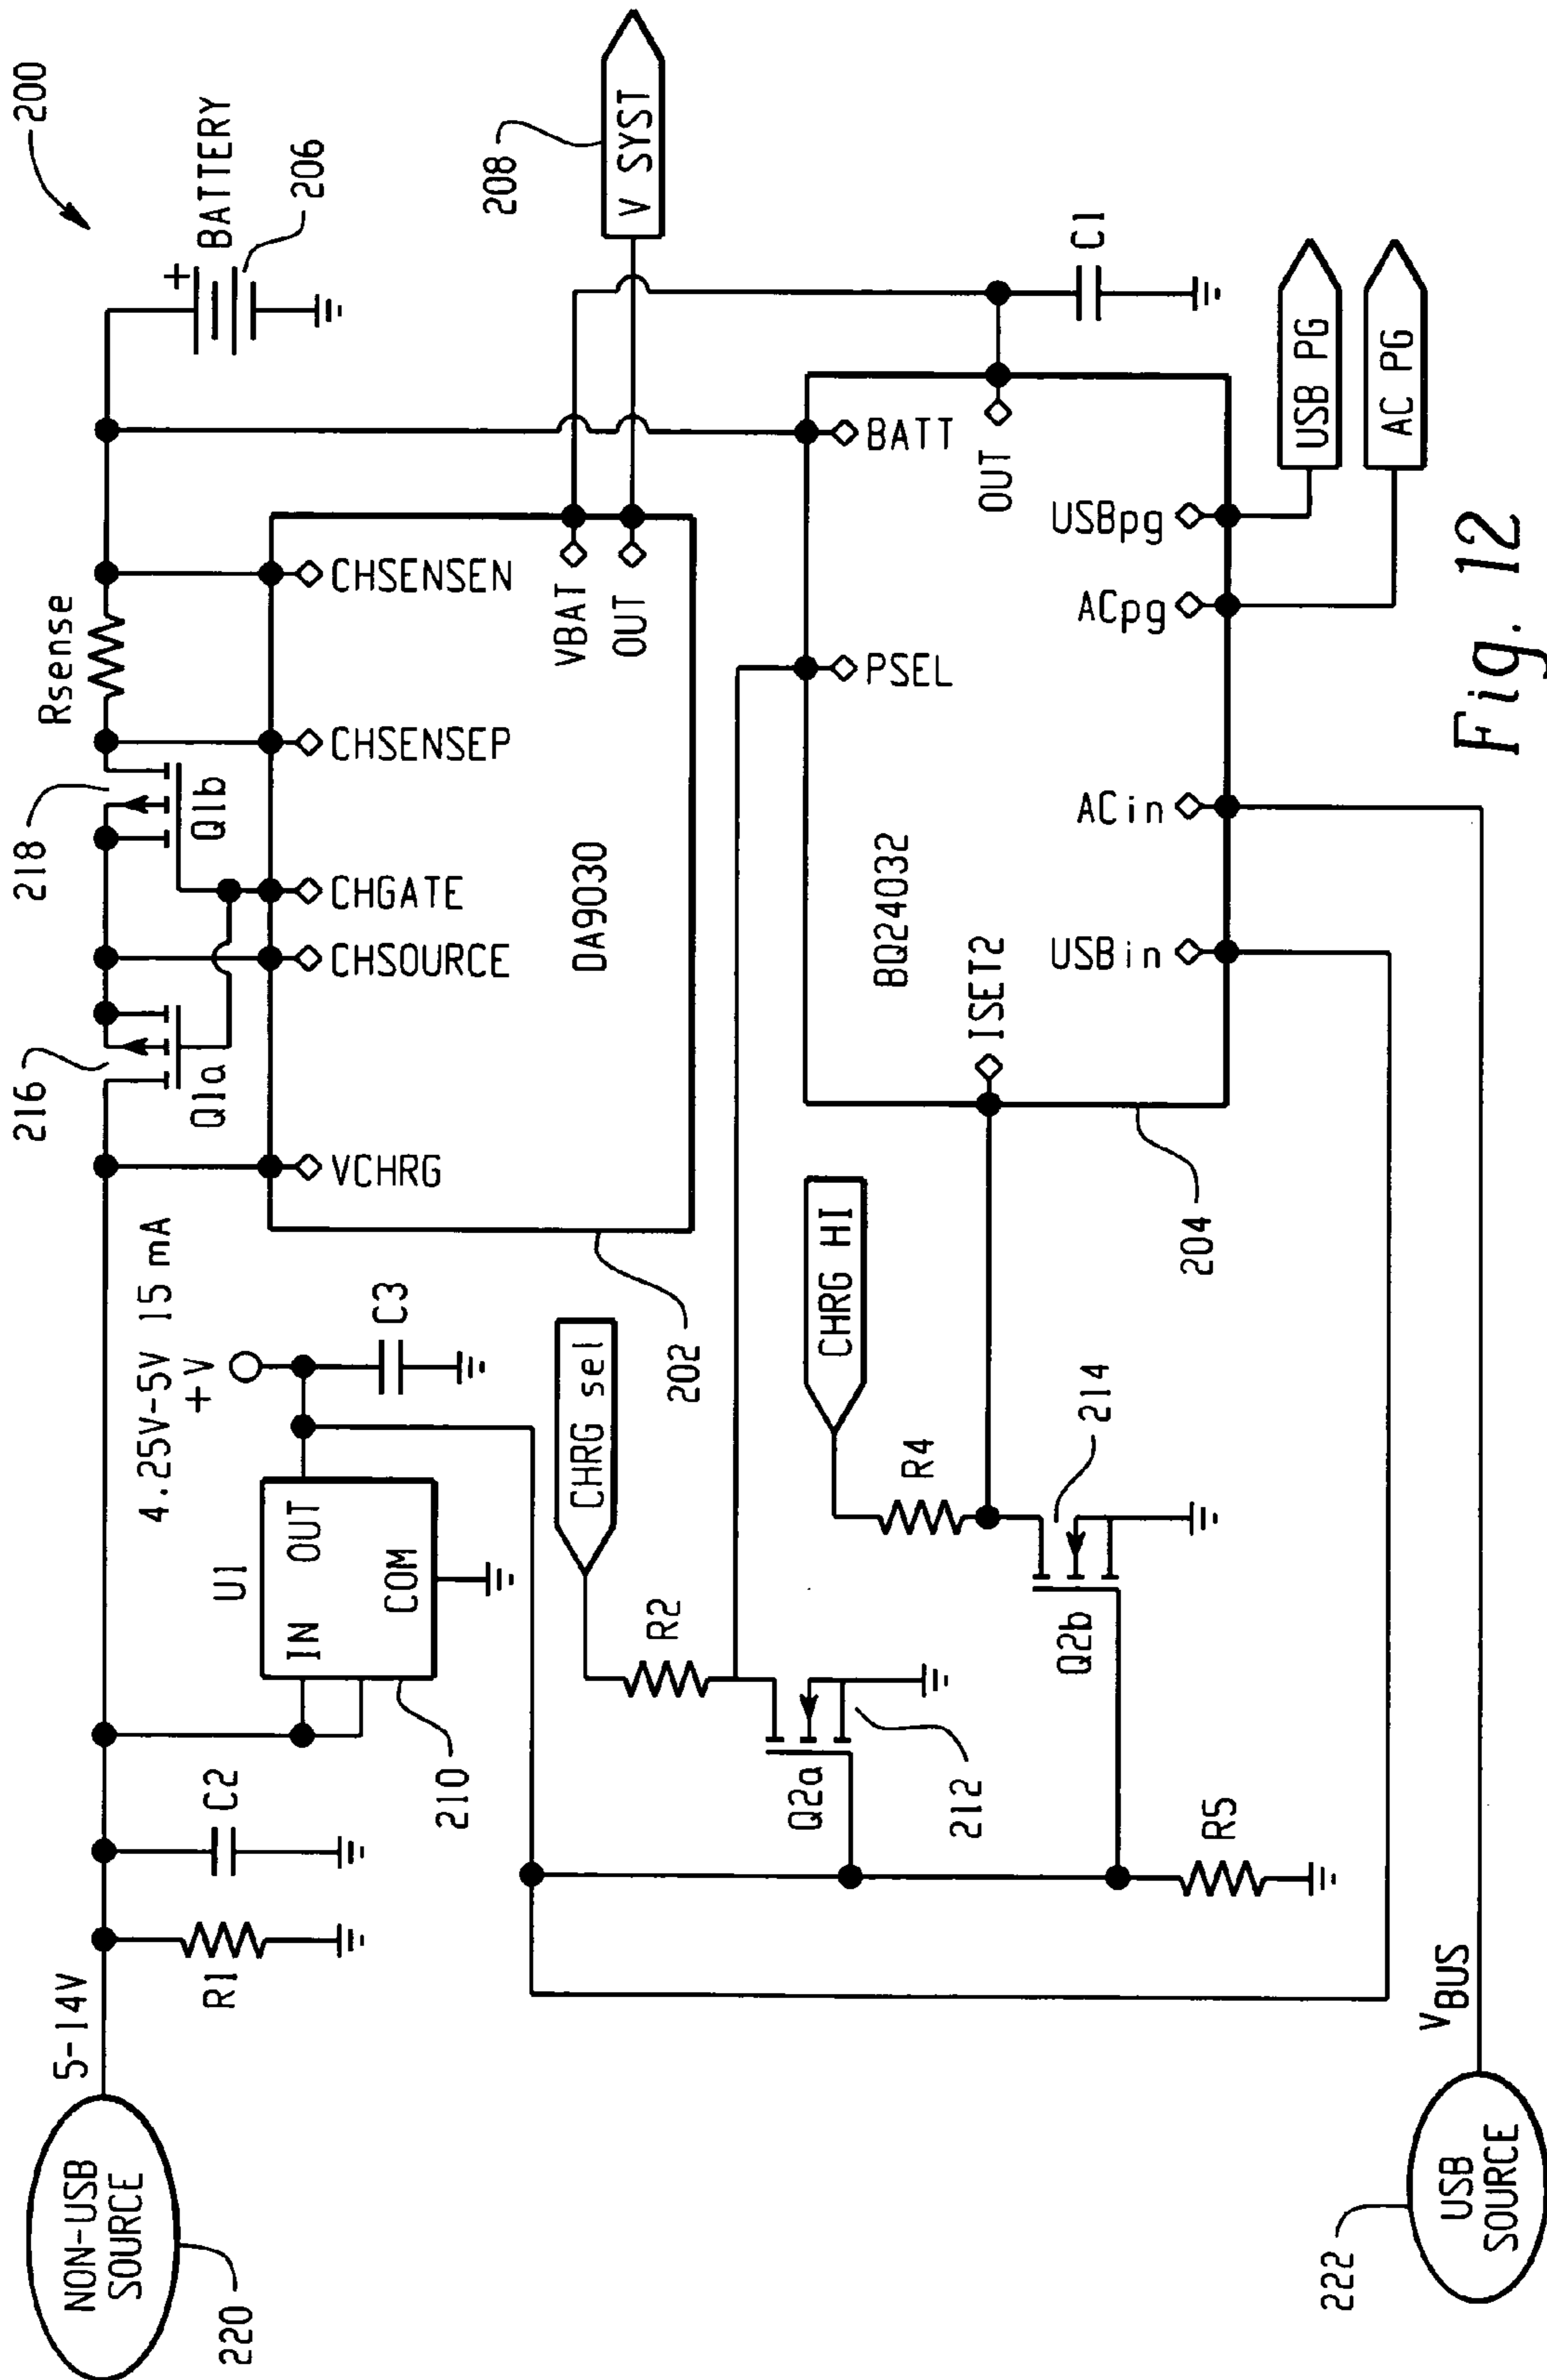 200
NON-USB
SOURCE
220
5-14V
R1
C2
U1
IN
OUT
COM
210
4.25V-5V 15 mA
+V
C3
216
Q1a
218
Q1b
Rsense
BATTERY
+
206
VCHRG
CHSOURCE
CHGATE
CHSENSEP
CHSENSEN
DA9030
VBAT
OUT
202
208
V SYST
CHRG sel
R2
Q2a
212
CHRG HI
R4
Q2b
214
R5
PSEL
BATT
BQ24032
ISET2
OUT
USBin
ACin
ACpg
USBpg
204
C1
USB PG
AC PG
USB
SOURCE
222
VBUS
Fig. 12